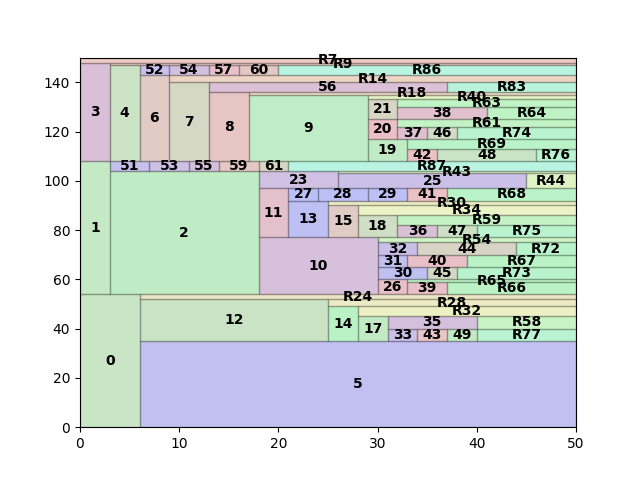 R7 R9
140 52 54 57 60 R86
R14
56 R83
R18 R40
3 4 6 7 8 9 21 R63
120 38 R64
20 R61
37 46 R74
19 R69
42 48 R76
51 53 55 59 61 R87
100 23 R43
25 R44
27 28 29 41 R68
11 13 15 R30
R34
80 1 2 18 R59
36 47 R75
R54
32 44 R72
10 31 40 R67
60 30 45 R73
R65
26 39 R66
R24 R28
40 12 14 17 R32
35 R58
33 43 49 R77
20 0 5
0
0 10 20 30 40 50